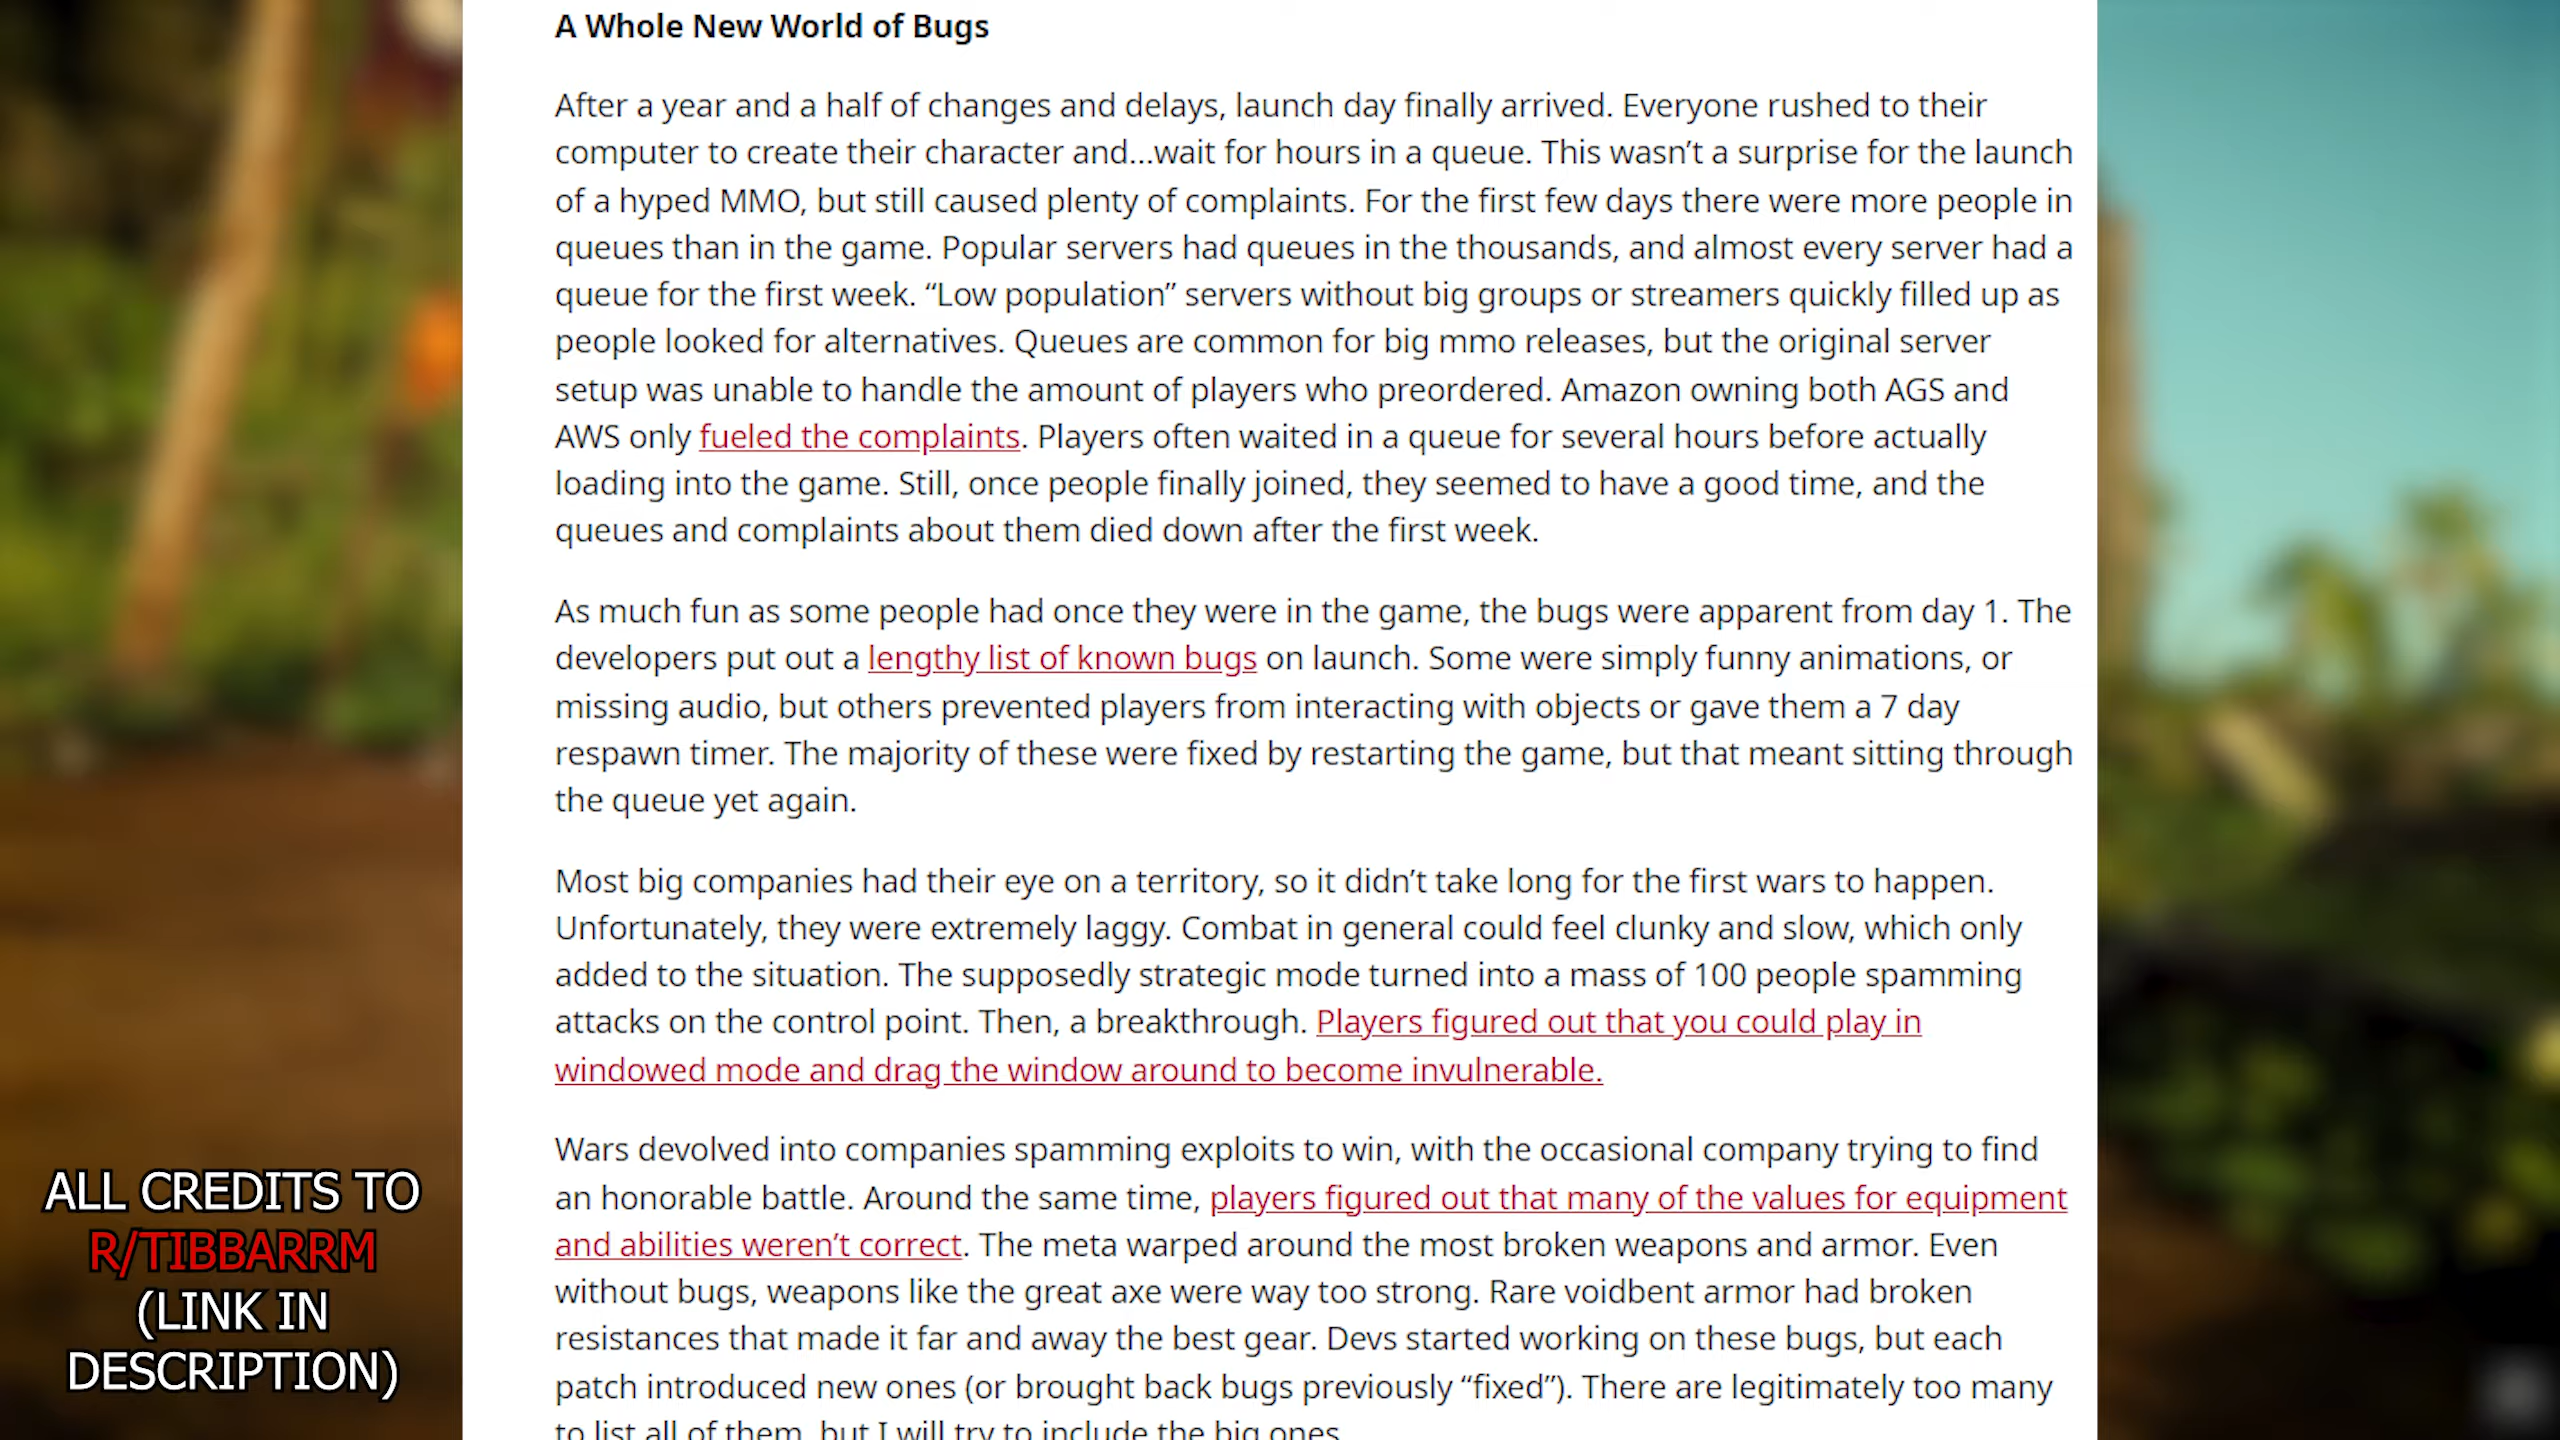 A Whole New World of Bugs
After a year and a half of changes and delays, launch day finally arrived. Everyone rushed to their
computer to create their character and...wait for hours in a queue. This wasn’t a surprise for the launch
of a hyped MMO, but still caused plenty of complaints. For the first few days there were more people in
queues than in the game. Popular servers had queues in the thousands, and almost every server had a
queue for the first week. “Low population” servers without big groups or streamers quickly filled up as
people looked for alternatives. Queues are common for big mmo releases, but the original server
setup was unable to handle the amount of players who preordered. Amazon owning both AGS and
AWS only fueled the complaints. Players often waited in a queue for several hours before actually
loading into the game. Still, once people finally joined, they seemed to have a good time, and the
queues and complaints about them died down after the first week.
As much fun as some people had once they were in the game, the bugs were apparent from day 1. The
developers put out a lengthy list of known bugs on launch. Some were simply funny animations, or
missing audio, but others prevented players from interacting with objects or gave them a 7 day
respawn timer. The majority of these were fixed by restarting the game, but that meant sitting through
the queue yet again.
Most big companies had their eye on a territory, so it didn’t take long for the first wars to happen.
Unfortunately, they were extremely laggy. Combat in general could feel clunky and slow, which only
added to the situation. The supposedly strategic mode turned into a mass of 100 people spamming
attacks on the control point. Then, a breakthrough. Players figured out that you could play in
windowed mode and drag the window around to become invulnerable.
Wars devolved into companies spamming exploits to win, with the occasional company trying to find
an honorable battle. Around the same time, players figured out that many of the values for equipment
and abilities weren’t correct. The meta warped around the most broken weapons and armor. Even
without bugs, weapons like the great axe were way too strong. Rare voidbent armor had broken
resistances that made it far and away the best gear. Devs started working on these bugs, but each
patch introduced new ones (or brought back bugs previously “fixed”). There are legitimately too many
to list all of them, but I will try to include the big ones.
ALL CREDITS TO
R/TIBBARRM
(LINK IN
DESCRIPTION)